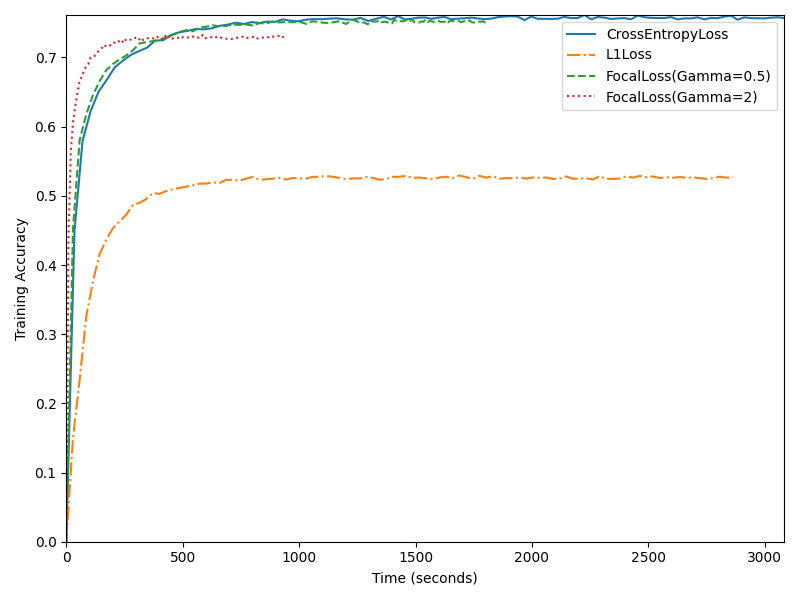 CrossEntropyLoss
L1Loss
FocalLoss(Gamma=0.5)
FocalLoss(Gamma=2)
Training Accuracy
0.7
0.6
0.5
0.4
0.3
0.2
0.1
0.0
0 500 1000 1500 2000 2500 3000
Time (seconds)